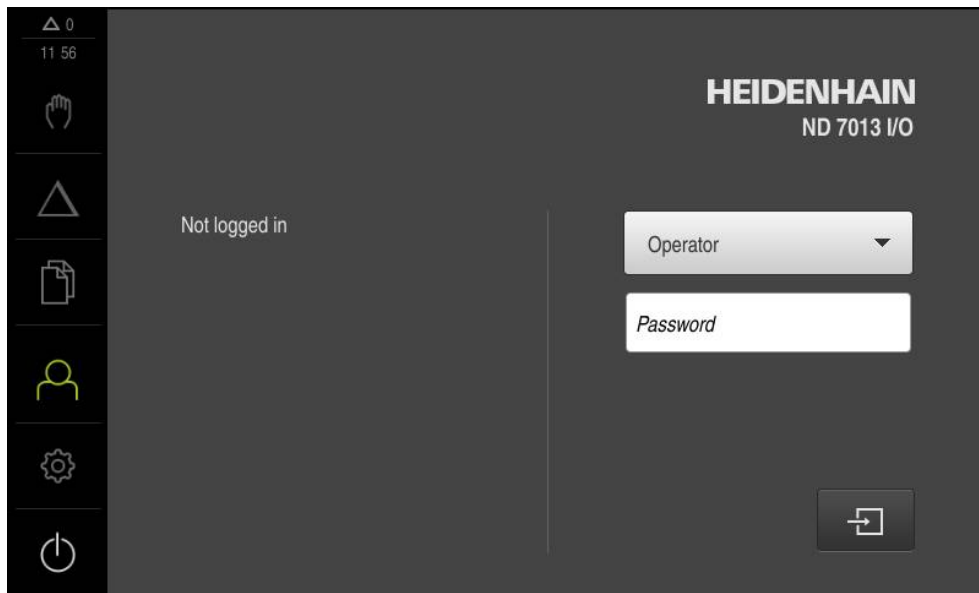 0
11 56
HEIDENHAIN
ND 7013 I/O
Not logged in
Operator
Password